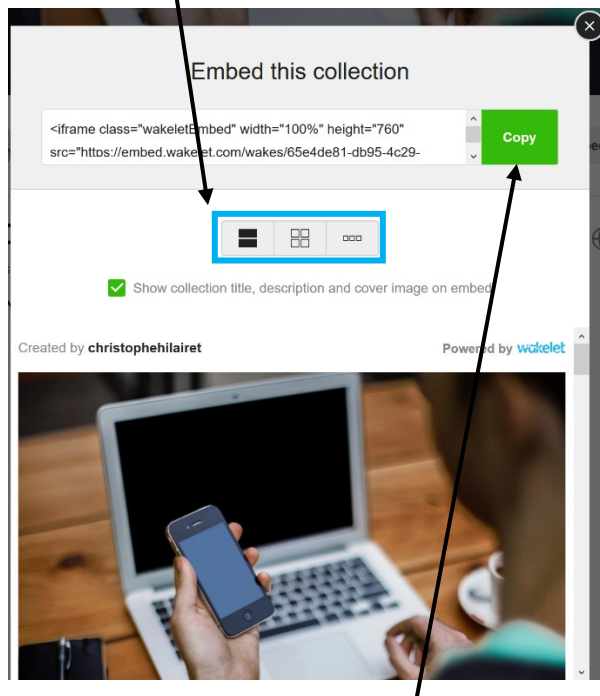 Embed this collection
<iframe class="wakeletEmbed" width="100%" height="760"
src="https://embed.wakelet.com/wakes/65e4de81-db95-4c29-
Copy
Show collection title, description and cover image on embed
Created by christophehilairet
Powered by wakelet